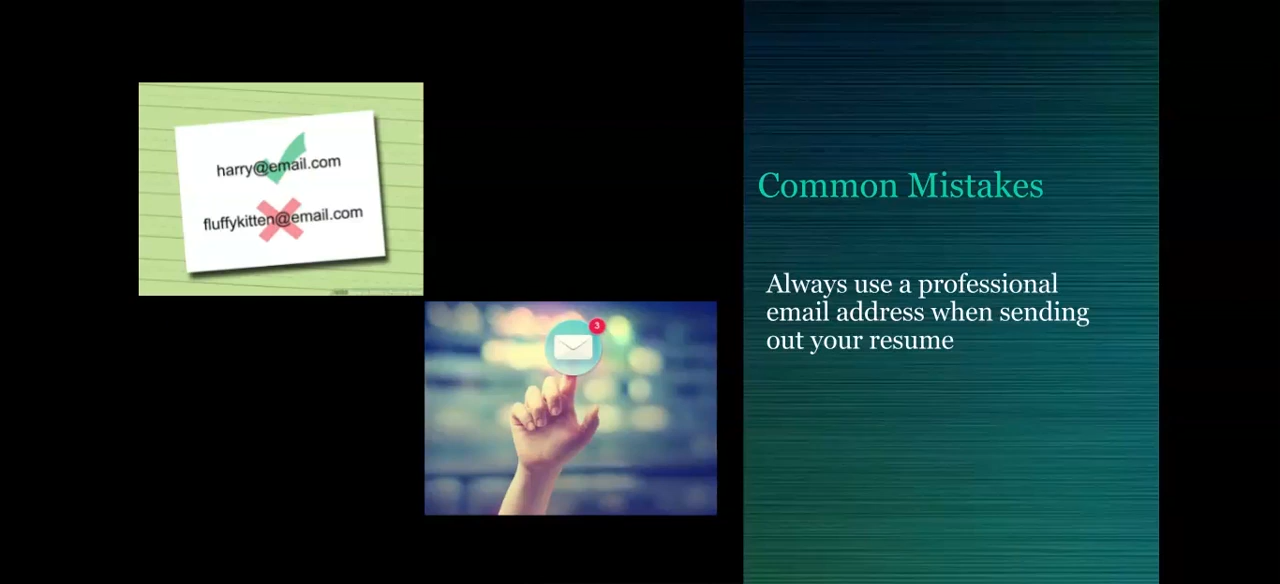 harry@email.com
fluffykitten@email.com
3
Common Mistakes
Always use a professional
email address when sending
out your resume